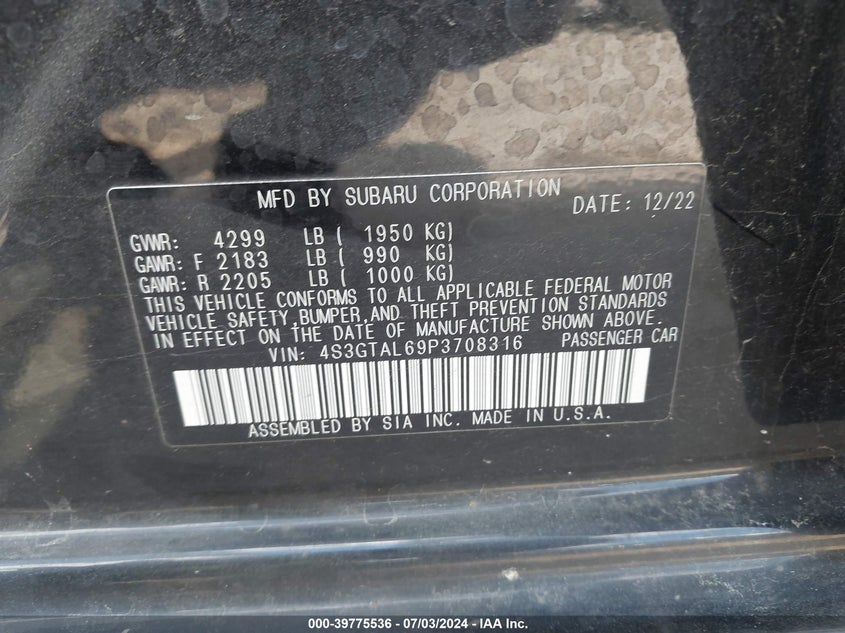 MFD BY SUBARU CORPORATION DATE: 12/22
GVWR: 4299 LB ( 1950 KG)
GAWR: F 2183 LB ( 990 KG)
GAWR: R 2205 LB ( 1000 KG)
THIS VEHICLE CONFORMS TO ALL APPLICABLE FEDERAL MOTOR
VEHICLE SAFETY, BUMPER, AND THEFT PREVENTION STANDARDS
IN EFFECT ON THE DATE OF MANUFACTURE SHOWN ABOVE.
VIN: 4S3GTAL69P3708316 PASSENGER CAR
ASSEMBLED BY SIA INC. MADE IN U.S.A.
000-39775536 - 07/03/2024 - IAA Inc.